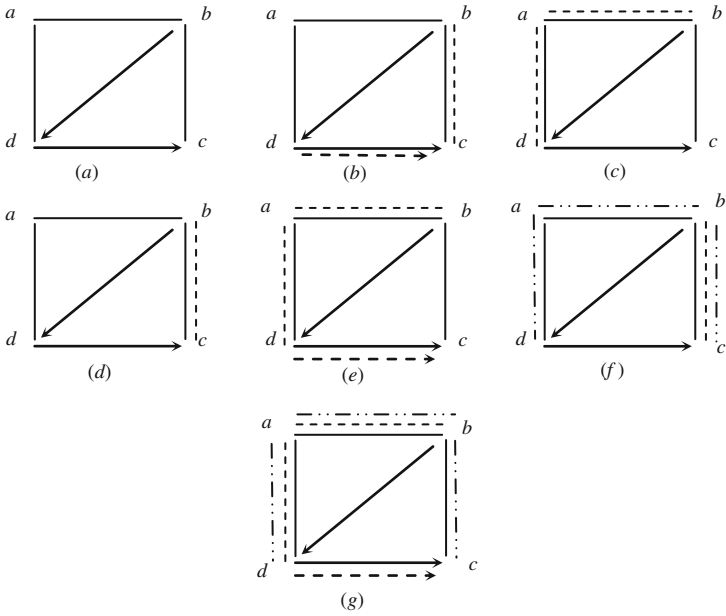 a b a b a b
d c d c d c
(a) (b) (c)
a b a b a b
d c d c d c
(d) (e) (f)
a b
d c
(g)